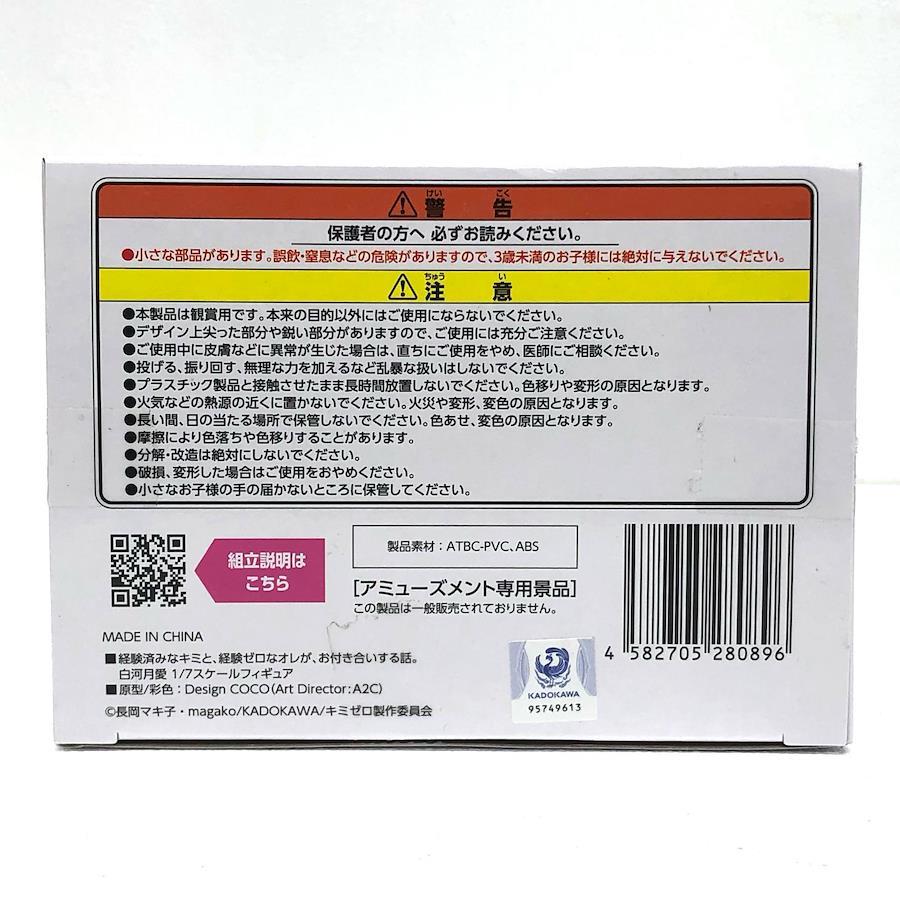 警告
けい こく
保護者の方へ 必ずお読みください。
●小さな部品があります。誤飲・窒息などの危険がありますので、3歳未満のお子様には絶対に与えないでください。
注意
ちゅう い
●本製品は観賞用です。本来の目的以外にはご使用にならないでください。
●デザイン上尖った部分や鋭い部分がありますので、ご使用には充分ご注意ください。
●ご使用中に皮膚などに異常が生じた場合は、直ちにご使用をやめ、医師にご相談ください。
●投げる、振り回す、無理な力を加えるなど乱暴な扱いはしないでください。
●プラスチック製品と接触させたまま長時間放置しないでください。色移りや変形の原因となります。
●火気などの熱源の近くに置かないでください。火災や変形、変色の原因となります。
●長い間、日の当たる場所で保管しないでください。色あせ、変色の原因となります。
●摩擦により色落ちや色移りすることがあります。
●分解・改造は絶対にしないでください。
●破損、変形した場合はご使用をおやめください。
●小さなお子様の手の届かないところに保管してください。
組立説明は
こちら
製品素材：ATBC-PVC、ABS
[アミューズメント専用景品]
この製品は一般販売されておりません。
MADE IN CHINA
■経験済みなキミと、経験ゼロなオレが、お付き合いする話。
白河月愛 1/7スケールフィギュア
■原型/彩色：Design COCO(Art Director:A2C)
©長岡マキ子・magako/KADOKAWA/キミゼロ製作委員会
KADOKAWA
95749613
4 582705 280896